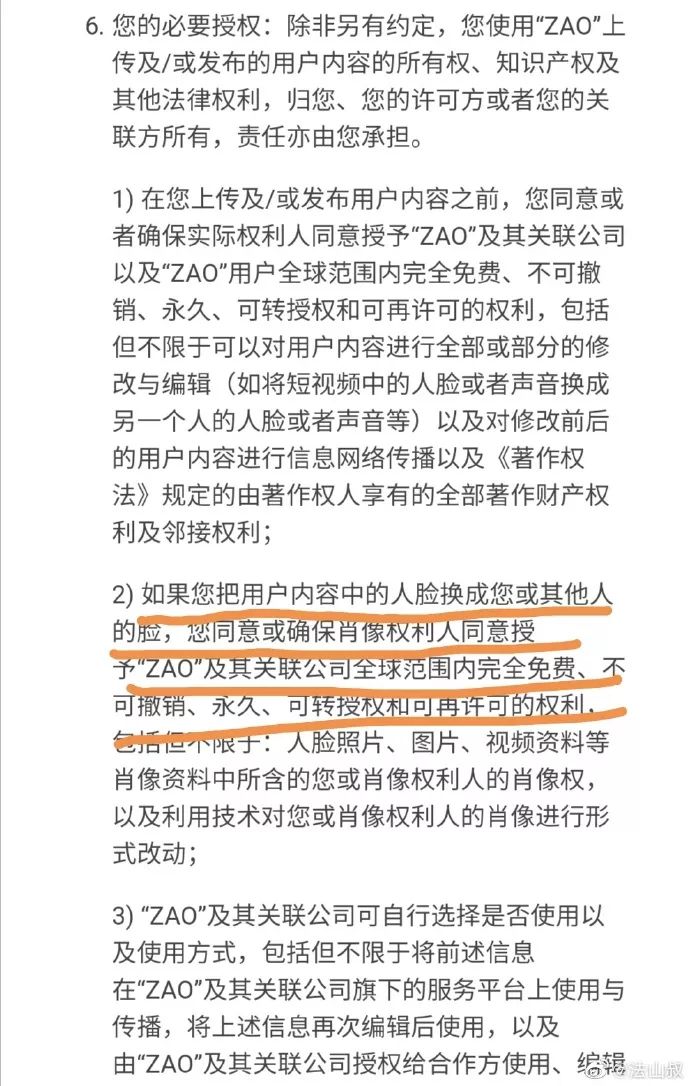 6. 您的必要授权：除非另有约定，您使用“ZAO”上
传及/或发布的用户内容的所有权、知识产权及
其他法律权利，归您、您的许可方或者您的关
联方所有，责任亦由您承担。
1) 在您上传及/或发布用户内容之前，您同意或
者确保实际权利人同意授予“ZAO”及其关联公司
以及“ZAO”用户全球范围内完全免费、不可撤
销、永久、可转授权和可再许可的权利，包括
但不限于可以对用户内容进行全部或部分的修
改与编辑（如将短视频中的人脸或者声音换成
另一个人的人脸或者声音等）以及对修改前后
的用户内容进行信息网络传播以及《著作权
法》规定的由著作权人享有的全部著作财产权
利及邻接权利；
2) 如果您把用户内容中的人脸换成您或其他人
的脸，您同意或确保肖像权利人同意授
予“ZAO”及其关联公司全球范围内完全免费、不
可撤销、永久、可转授权和可再许可的权利，
包括但不限于：人脸照片、图片、视频资料等
肖像资料中所含的您或肖像权利人的肖像权，
以及利用技术对您或肖像权利人的肖像进行形
式改动；
3) “ZAO”及其关联公司可自行选择是否使用以
及使用方式，包括但不限于将前述信息
在“ZAO”及其关联公司旗下的服务平台上使用与
传播，将上述信息再次编辑后使用，以及
由“ZAO”及其关联公司授权给合作方使用、编辑
@法山叔